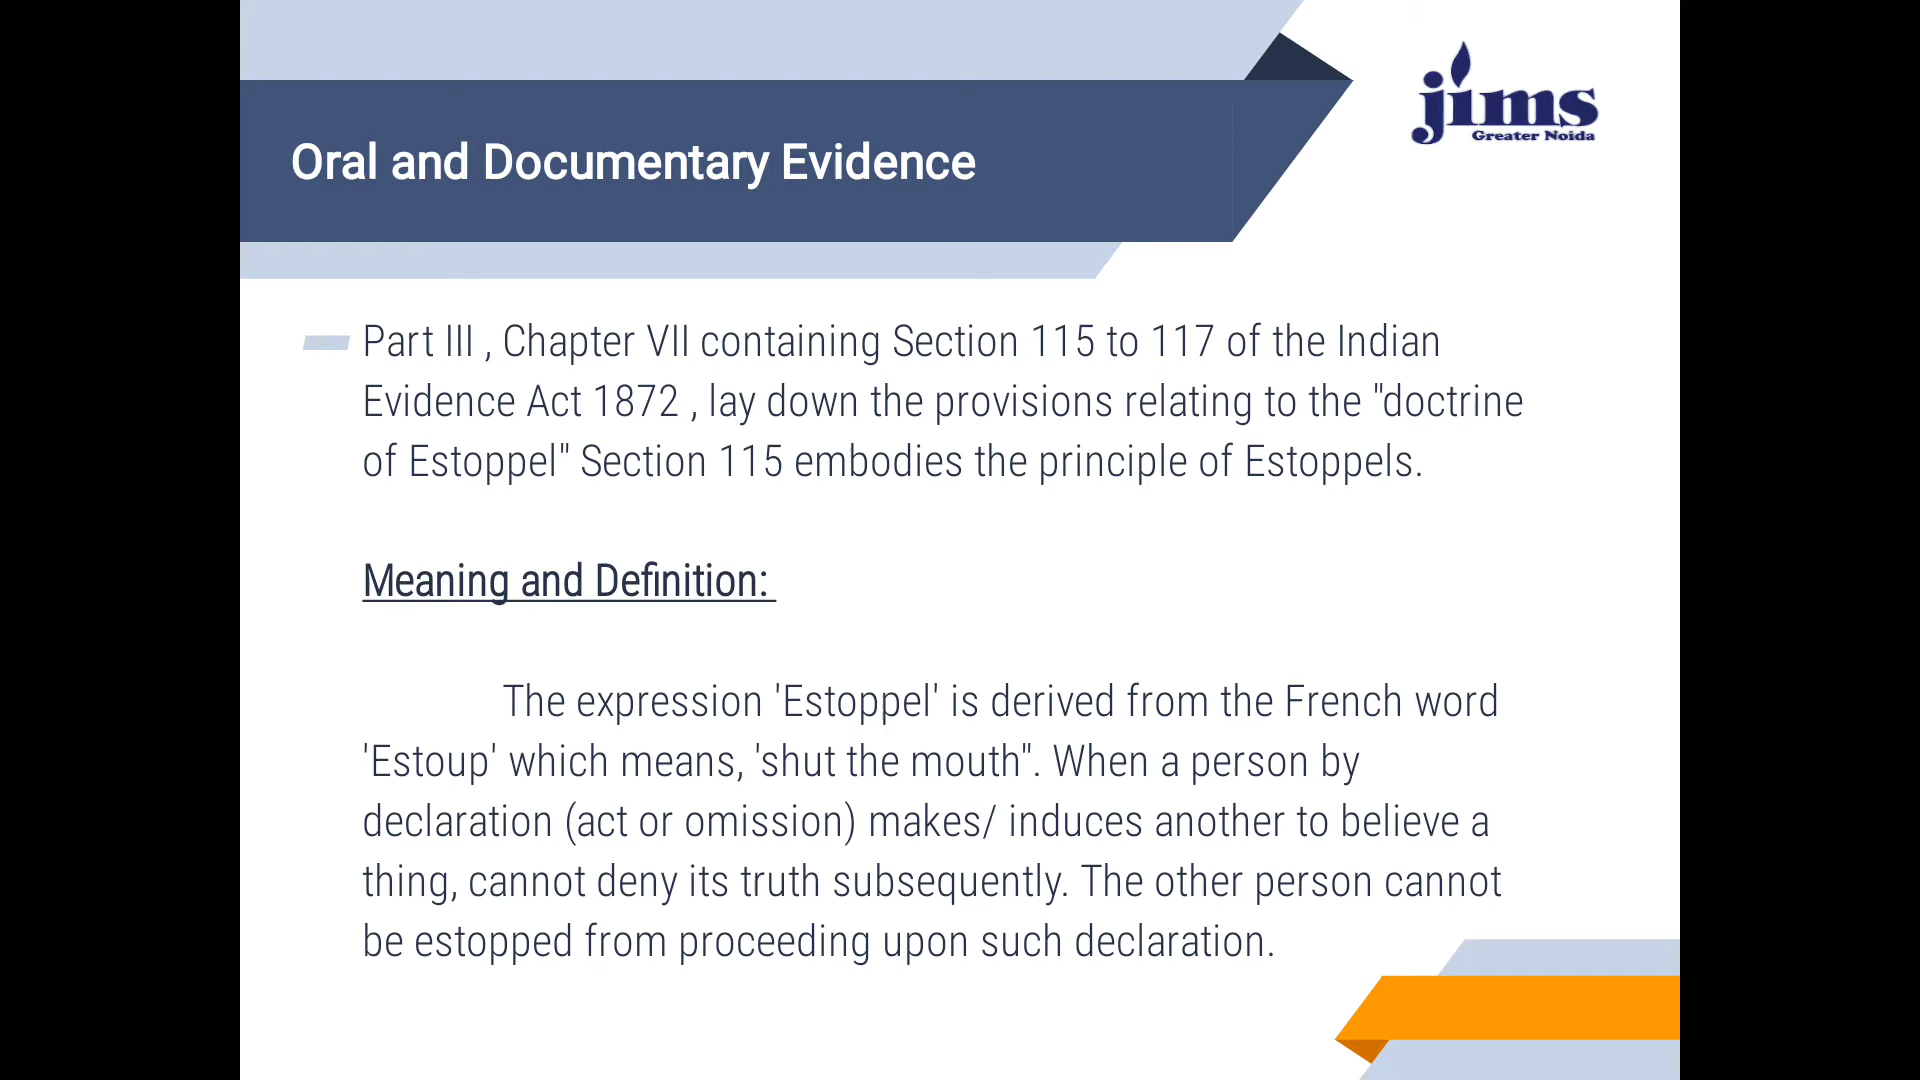 jims
Greater Noida
Oral and Documentary Evidence
Part III , Chapter VII containing Section 115 to 117 of the Indian
Evidence Act 1872 , lay down the provisions relating to the "doctrine
of Estoppel" Section 115 embodies the principle of Estoppels.
Meaning and Definition:
The expression 'Estoppel' is derived from the French word
'Estoup' which means, 'shut the mouth". When a person by
declaration (act or omission) makes/ induces another to believe a
thing, cannot deny its truth subsequently. The other person cannot
be estopped from proceeding upon such declaration.